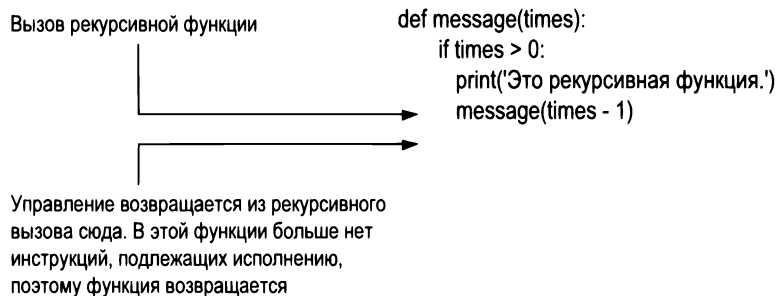 Вызов рекурсивной функции
def message(times):
if times > 0:
print('Это рекурсивная функция.')
message(times - 1)
Управление возвращается из рекурсивного
вызова сюда. В этой функции больше нет
инструкций, подлежащих исполнению,
поэтому функция возвращается